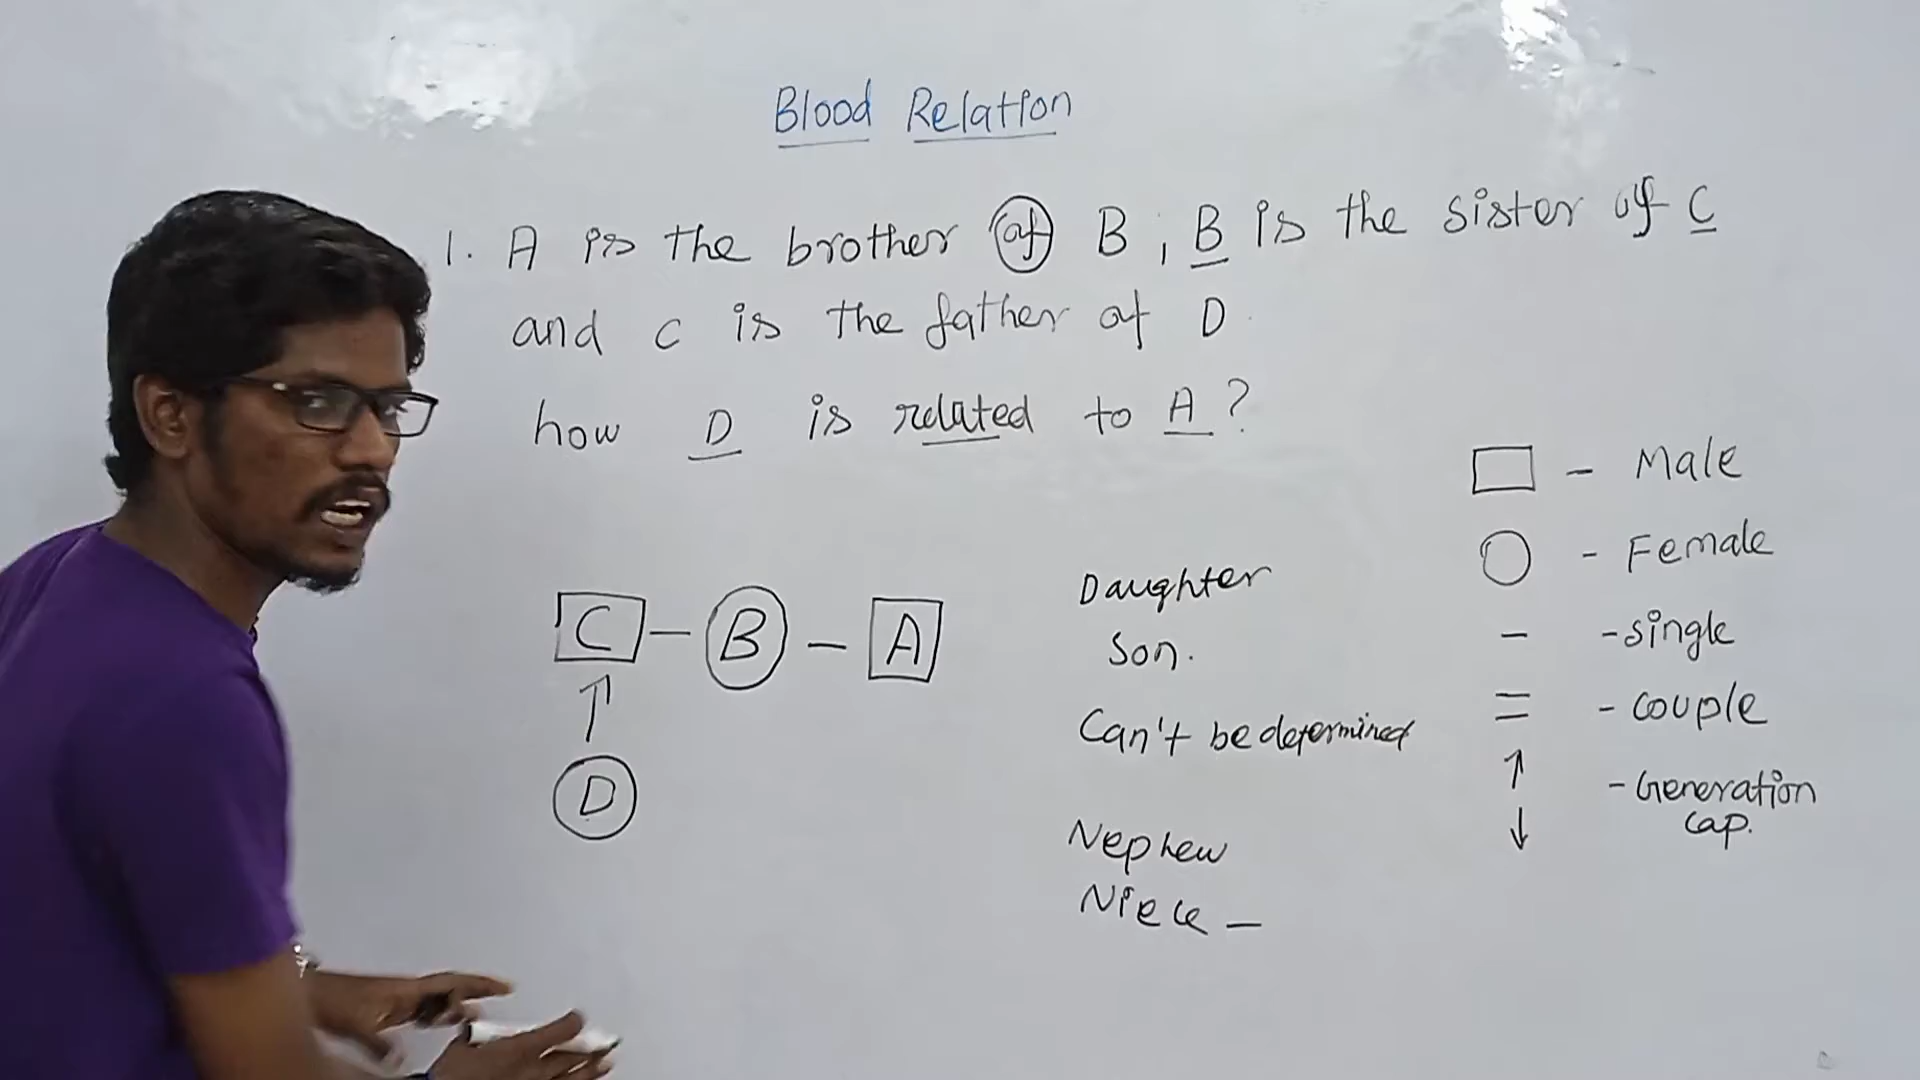 Blood Relation
1. A is the brother of B, B is the sister of C
and C is the father of D.
how D is related to A?
□ - Male
○ - Female
— - single
= - couple
↑ ↓ - Generation
Cap.
C — B — A
↑
D
Daughter
Son.
Can't be determined
Nephew
Niece —